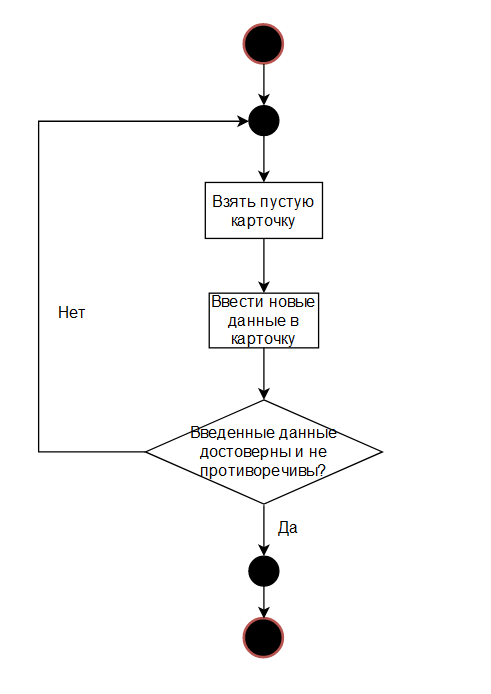 Взять пустую
карточку
Ввести новые
данные в
карточку
Нет
Введенные данные
достоверны и не
противоречивы?
Да